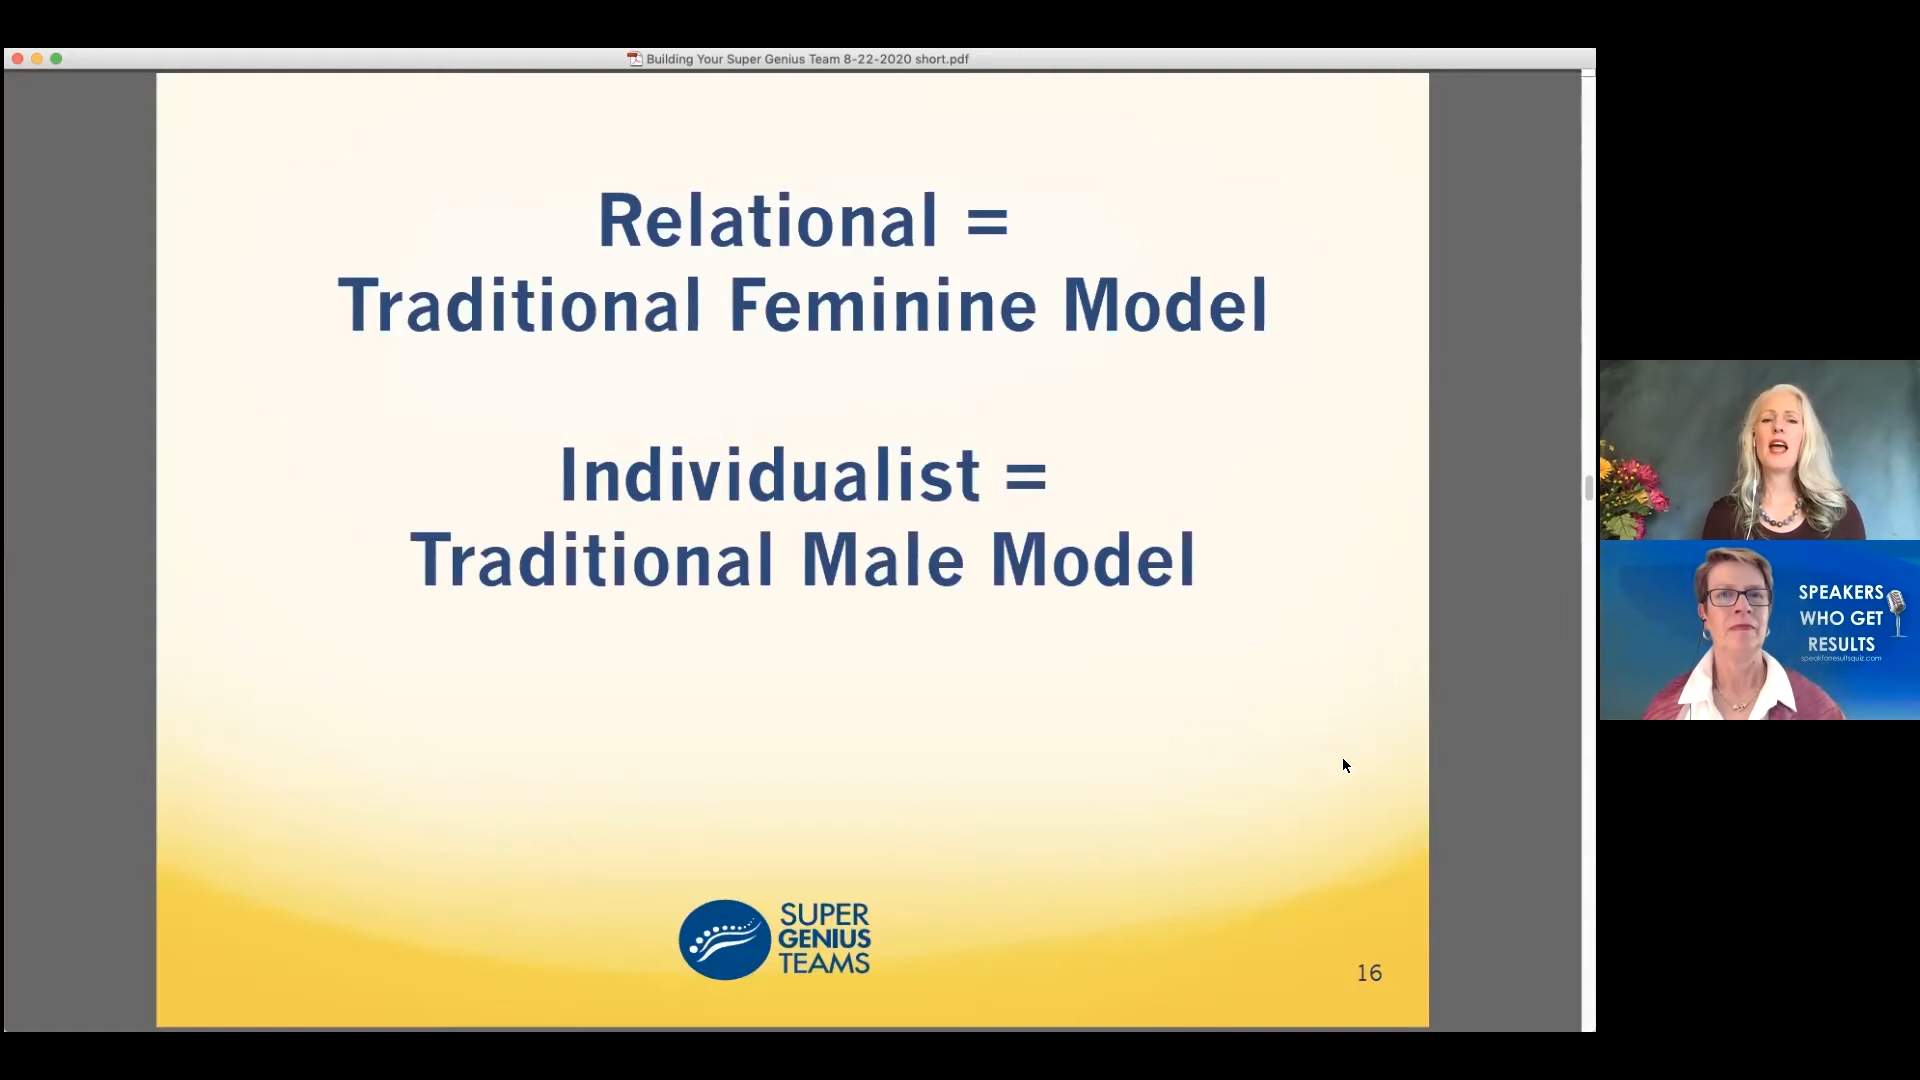 Building Your Super Genius Team 8-22-2020 short.pdf
Relational =
Traditional Feminine Model
Individualist =
Traditional Male Model
SUPER
GENIUS
TEAMS
16
SPEAKERS
WHO GET
RESULTS
speakforresultsquiz.com